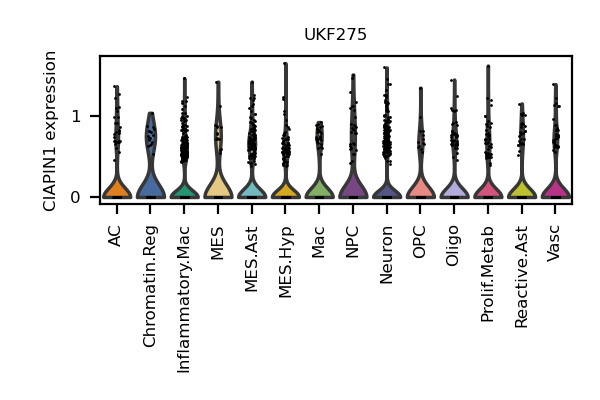 UKF275
CIAPIN1 expression
1
0
AC
Chromatin.Reg
Inflammatory.Mac
MES
MES.Ast
MES.Hyp
Mac
NPC
Neuron
OPC
Oligo
Prolif.Metab
Reactive.Ast
Vasc